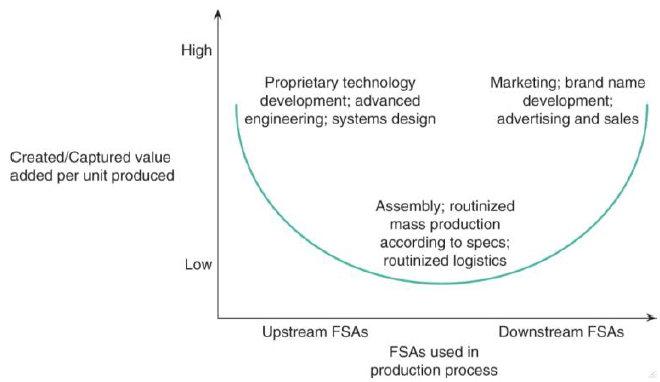 High
Proprietary technology
development; advanced
engineering; systems design
Marketing; brand name
development;
advertising and sales
Created/Captured value
added per unit produced
Assembly; routinized
mass production
according to specs;
routinized logistics
Low
Upstream FSAs
Downstream FSAs
FSAs used in
production process